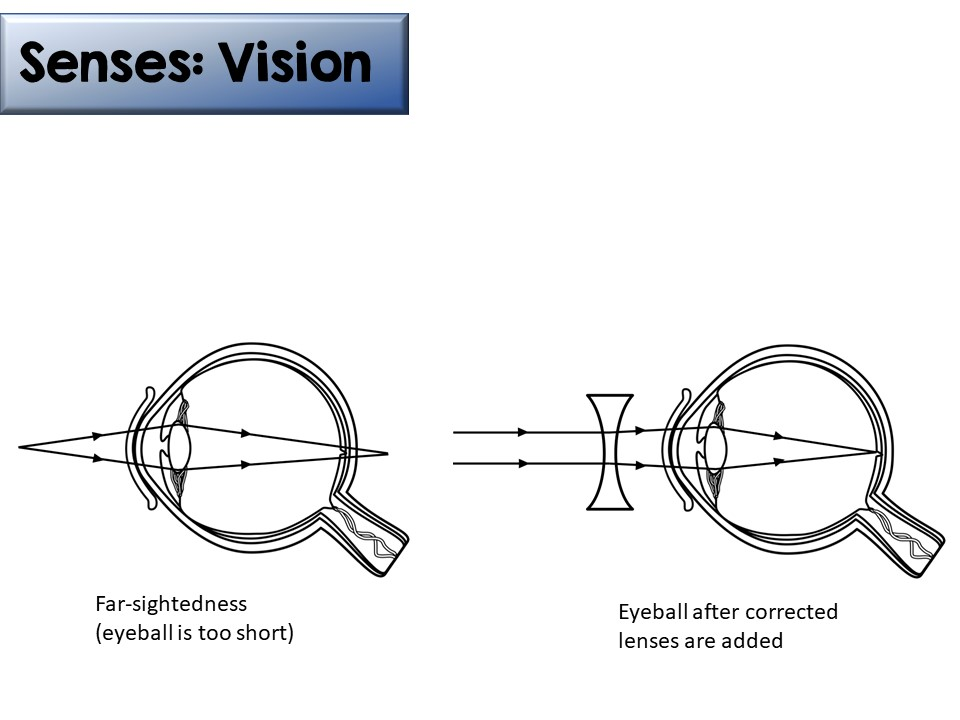 Senses: Vision
Far-sightedness
(eyeball is too short)
Eyeball after corrected
lenses are added